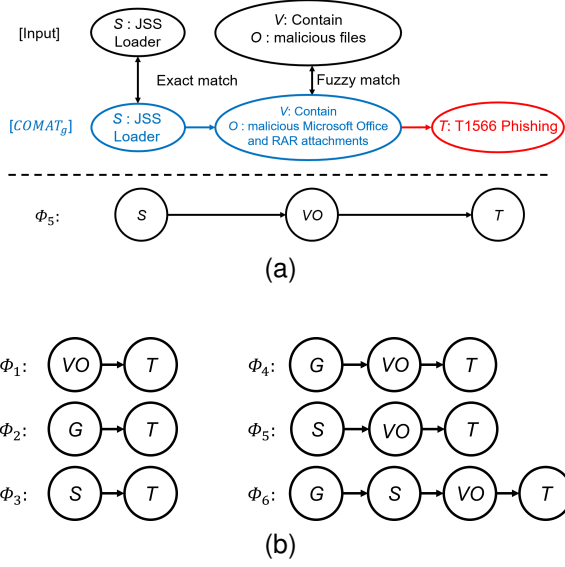 [Input]
S : JSS
Loader
V: Contain
O : malicious files
Exact match
Fuzzy match
[COMAT_g]
S : JSS
Loader
V: Contain
O : malicious Microsoft Office
and RAR attachments
T: T1566 Phishing
Φ₅:
S
VO
T
(a)
Φ₁:
VO
T
Φ₄:
G
VO
T
Φ₂:
G
T
Φ₅:
S
VO
T
Φ₃:
S
T
Φ₆:
G
S
VO
T
(b)